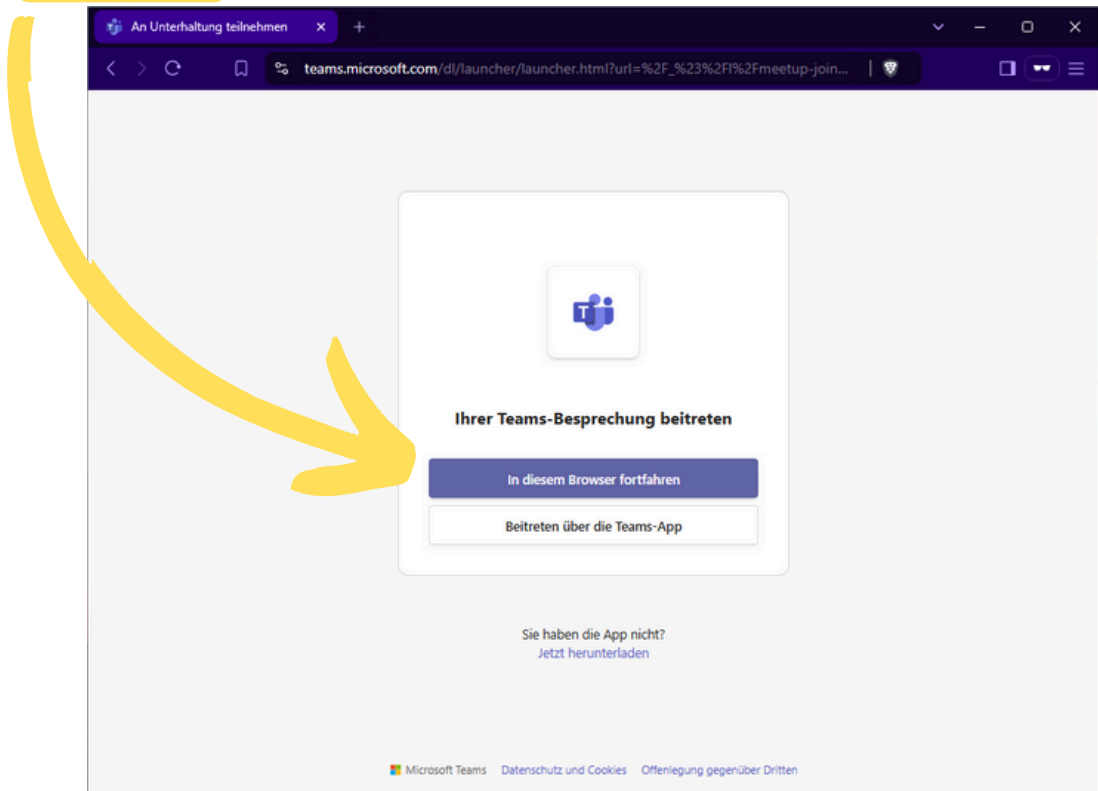 An Unterhaltung teilnehmen
teams.microsoft.com/dl/launcher/launcher.html?url=%2F_%23%2Fl%2Fmeetup-join...
T
Ihrer Teams-Besprechung beitreten
In diesem Browser fortfahren
Beitreten über die Teams-App
Sie haben die App nicht?
Jetzt herunterladen
Microsoft Teams Datenschutz und Cookies Offenlegung gegenüber Dritten